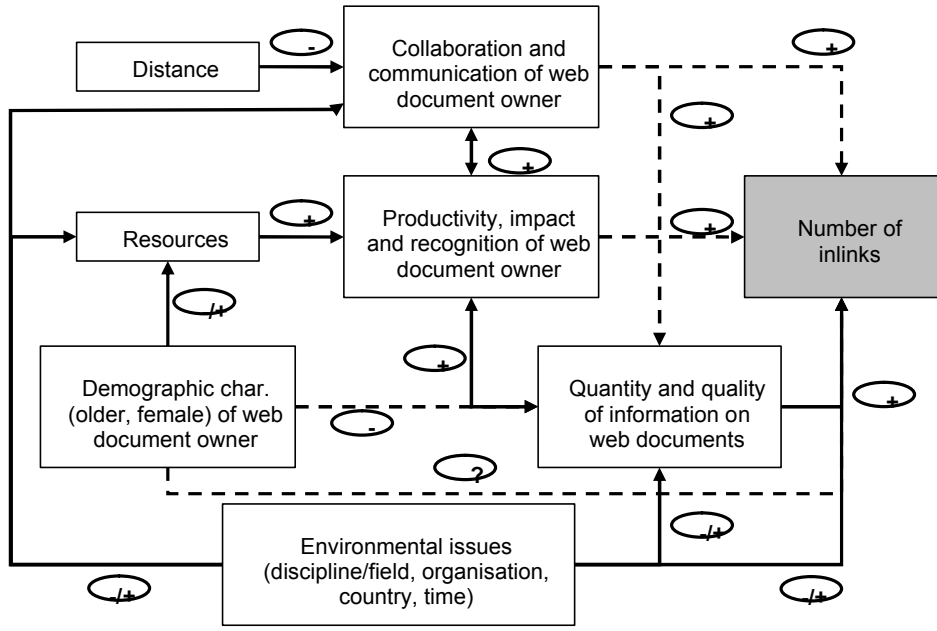 -
Collaboration and
communication of web
document owner
+
Distance
+
+
Resources
+
Productivity, impact
and recognition of web
document owner
+
Number of
inlinks
/+
+
Demographic char.
(older, female) of web
document owner
-
Quantity and quality
of information on
web documents
+
?
-/+
Environmental issues
(discipline/field, organisation,
country, time)
-/+
-/+